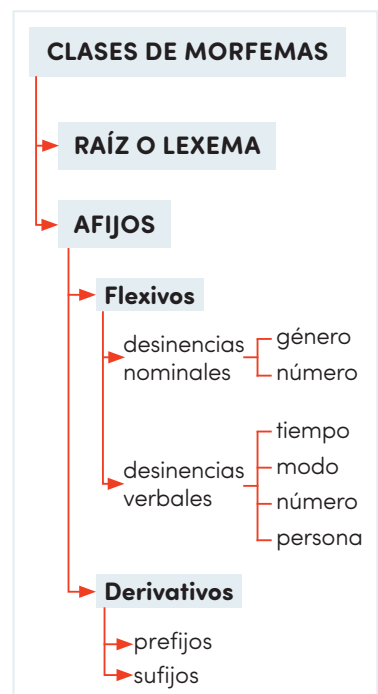 CLASES DE MORFEMAS
RAÍZ O LEXEMA
AFIJOS
Flexivos
desinencias
nominales
género
número
desinencias
verbales
tiempo
modo
número
persona
Derivativos
prefijos
sufijos